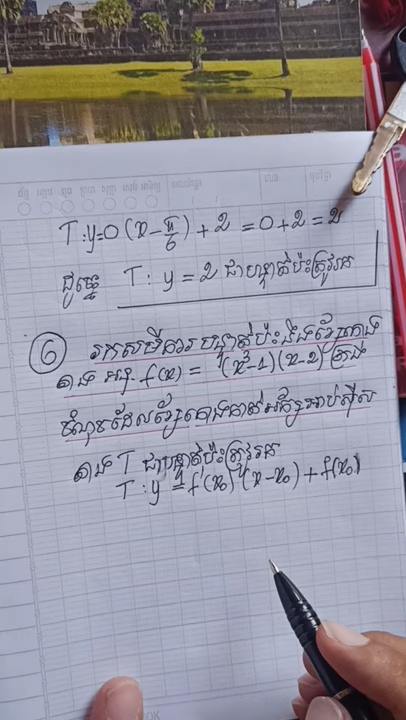 T : y = 0 (x - π/6) + 2 = 0 + 2 = 2
ដូច្នេះ T : y = 2 ជាបន្ទាត់ប៉ះត្រូវរក
⑥ រកសមីការបន្ទាត់ប៉ះនឹងខ្សែកោង
តាង អនុ. f(x) = (x³-1)(x-2) ត្រង់
ចំណុចដែលខ្សែកោងកាត់អ័ក្សអាប់ស៊ីស
តាង T ជាបន្ទាត់ប៉ះត្រូវរក
T : y = f'(x₀)(x-x₀) + f(x₀)